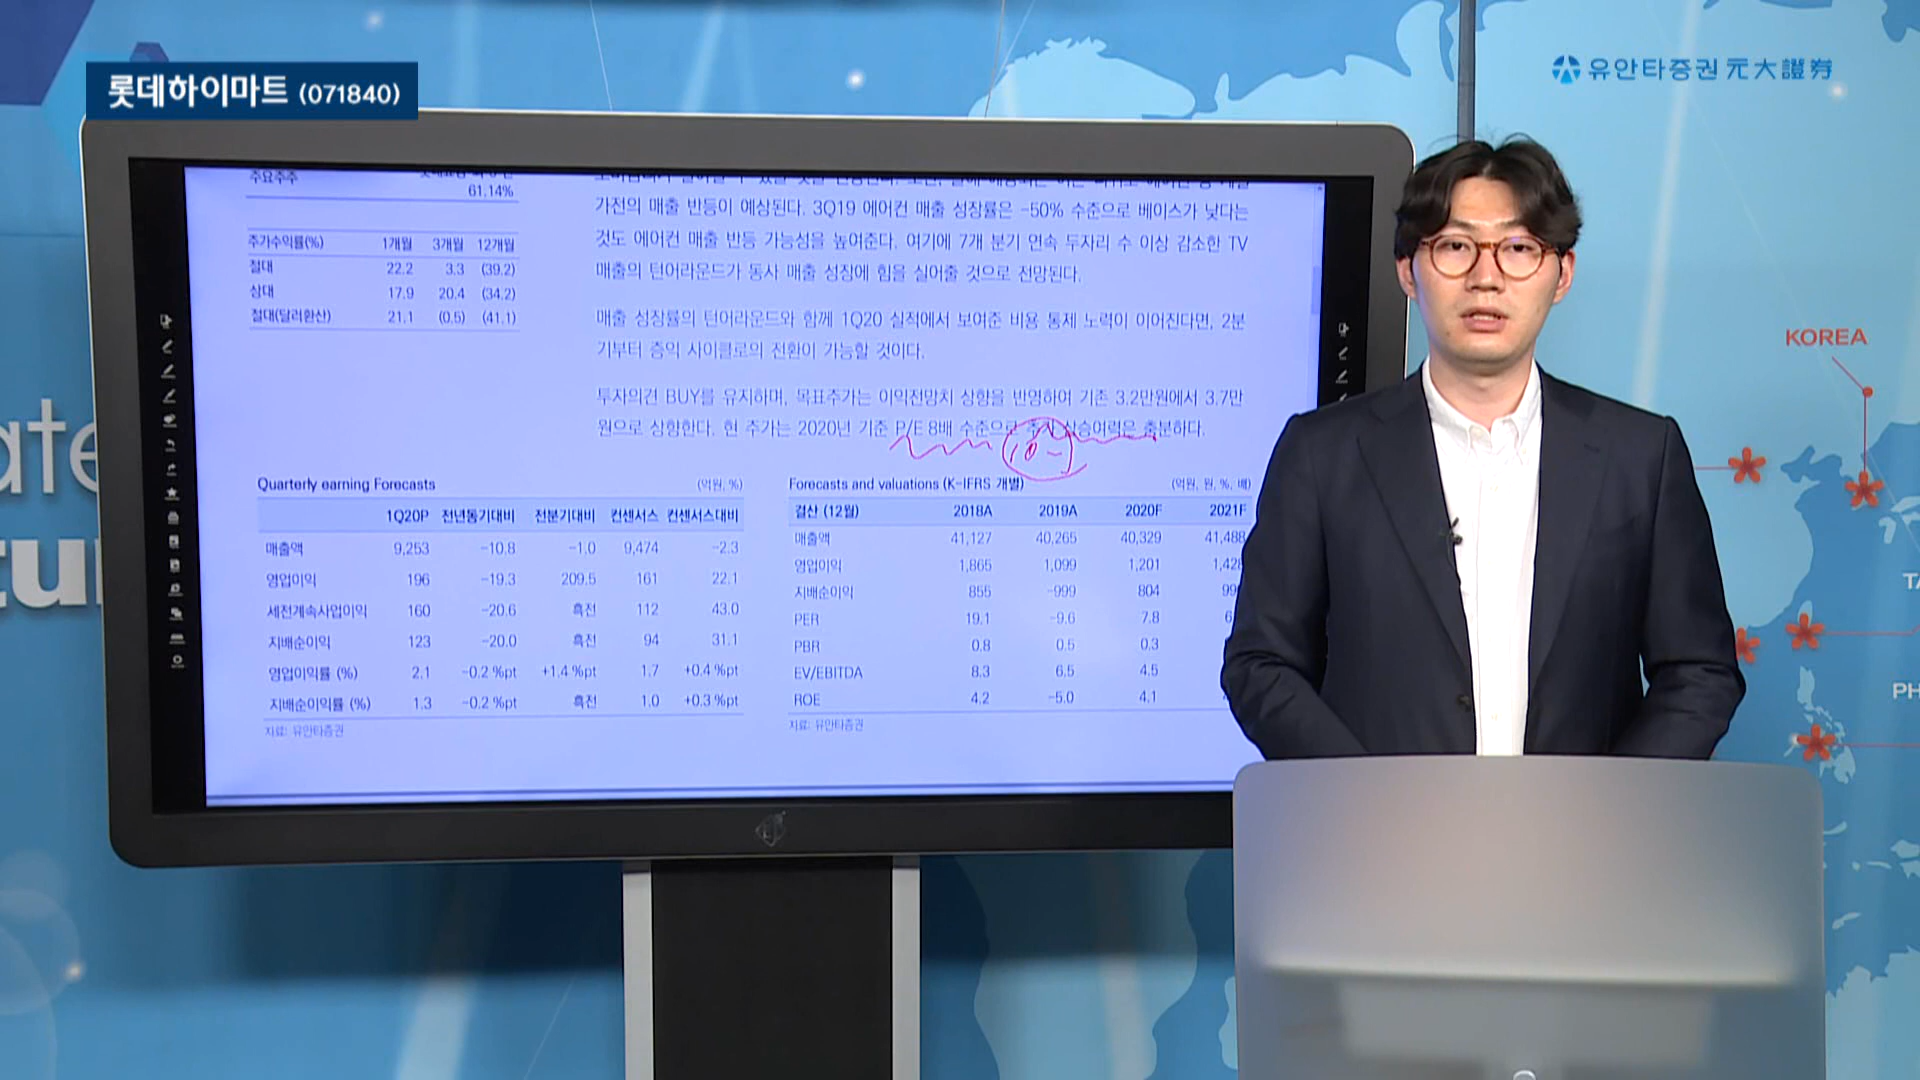 롯데하이마트 (071840)
유안타증권 元大證券
주요주주
61.14%
주가수익률(%) 1개월 3개월 12개월
절대 22.2 3.3 (39.2)
상대 17.9 20.4 (34.2)
절대(달러환산) 21.1 (0.5) (41.1)
가전의 매출 반등이 예상된다. 3Q19 에어컨 매출 성장률은 -50% 수준으로 베이스가 낮다는
것도 에어컨 매출 반등 가능성을 높여준다. 여기에 7개 분기 연속 두자리 수 이상 감소한 TV
매출의 턴어라운드가 동사 매출 성장에 힘을 실어줄 것으로 전망된다.
매출 성장률의 턴어라운드와 함께 1Q20 실적에서 보여준 비용 통제 노력이 이어진다면, 2분
기부터 증익 사이클로의 전환이 가능할 것이다.
투자의견 BUY를 유지하며, 목표주가는 이익전망치 상향을 반영하여 기존 3.2만원에서 3.7만
원으로 상향한다. 현 주가는 2020년 기준 P/E 8배 수준으로 주가 상승여력은 충분하다.
10
Quarterly earning Forecasts (억원, %)
1Q20P 전년동기대비 전분기대비 컨센서스 컨센서스대비
매출액 9,253 -10.8 -1.0 9,474 -2.3
영업이익 196 -19.3 209.5 161 22.1
세전계속사업이익 160 -20.6 흑전 112 43.0
지배순이익 123 -20.0 흑전 94 31.1
영업이익률 (%) 2.1 -0.2 %pt +1.4 %pt 1.7 +0.4 %pt
지배순이익률 (%) 1.3 -0.2 %pt 흑전 1.0 +0.3 %pt
자료: 유안타증권
Forecasts and valuations (K-IFRS 개별) (억원, 원, %, 배)
결산 (12월) 2018A 2019A 2020F 2021F
매출액 41,127 40,265 40,329 41,488
영업이익 1,865 1,099 1,201 1,428
지배순이익 855 -999 804 99
PER 19.1 -9.6 7.8 6
PBR 0.8 0.5 0.3
EV/EBITDA 8.3 6.5 4.5
ROE 4.2 -5.0 4.1
자료: 유안타증권
KOREA
TA
PH
ate
tu